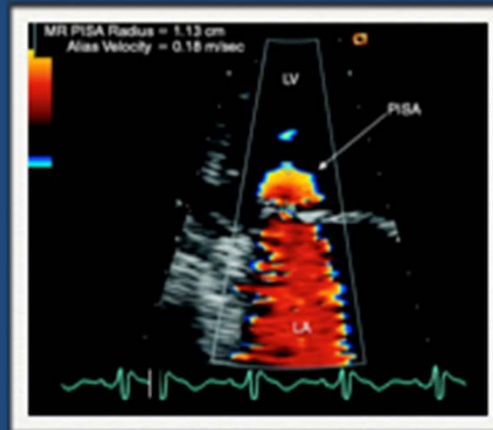 MR PISA Radius = 1.13 cm
Alias Velocity = 0.18 m/sec
LV
PISA
LA